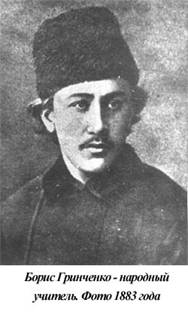 Борис Гринченко - народный
учитель. Фото 1883 года